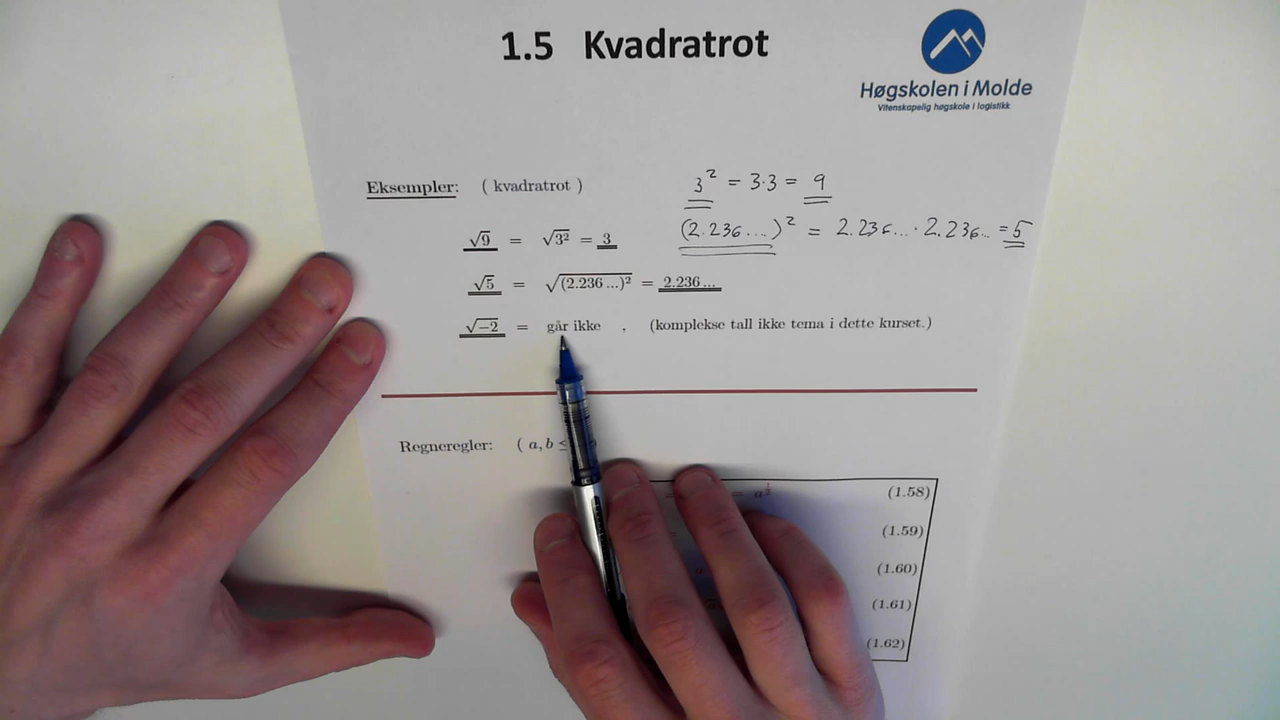 1.5 Kvadratrot
Høgskolen i Molde
Vitenskapelig høgskole i logistikk
Eksempler: ( kvadratrot )
3² = 3·3 = 9
√9 = √3² = 3
(2.236...)² = 2.236... · 2.236... = 5
√5 = √(2.236 ...)² = 2.236 ...
√−2 = går ikke , (komplekse tall ikke tema i dette kurset.)
Regneregler: ( a, b ≤
= a^½ (1.58)
(1.59)
(1.60)
(1.61)
(1.62)